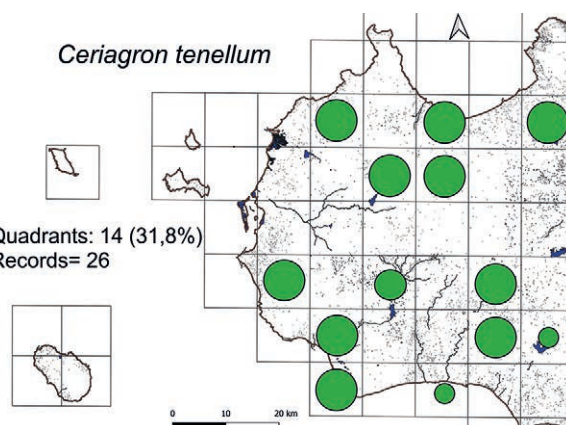 Ceriagron tenellum
Quadrants: 14 (31,8%)
Records= 26
0 10 20 km